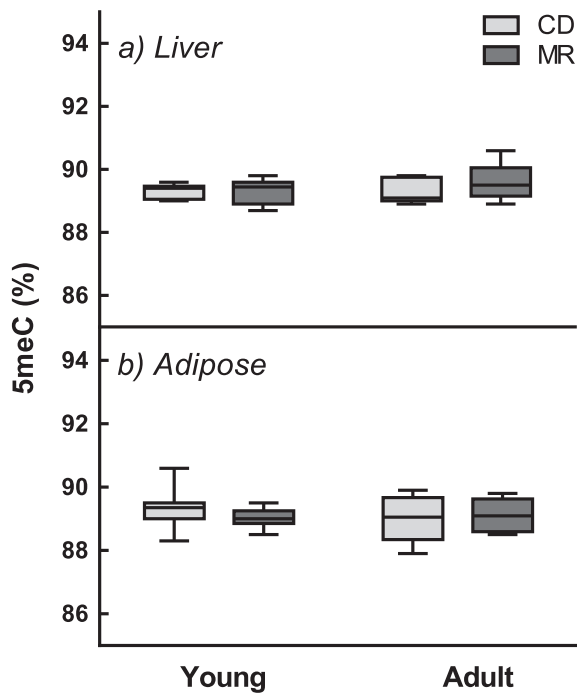 CD
MR
a) Liver
94
92
90
88
86
5meC (%)
b) Adipose
94
92
90
88
86
Young
Adult